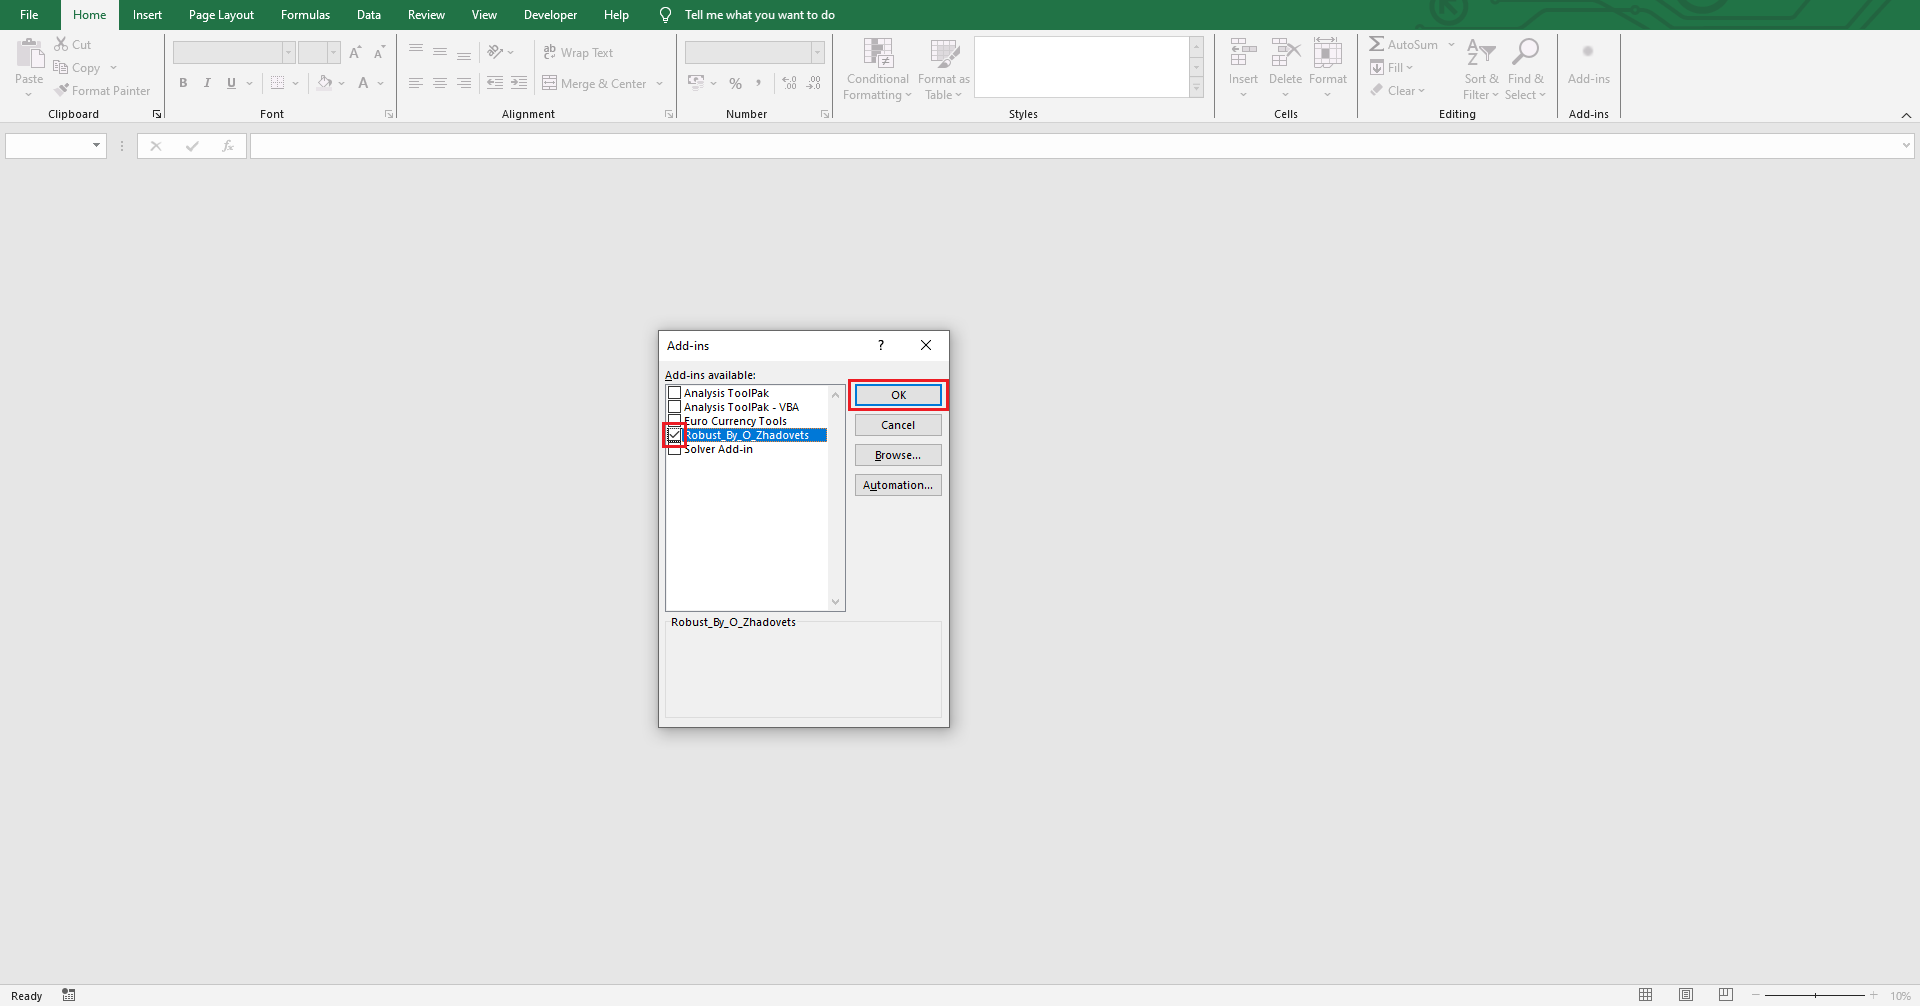 File Home Insert Page Layout Formulas Data Review View Developer Help Tell me what you want to do
Paste
Cut
Copy
Format Painter
Clipboard
B I U
A
Font
ab Wrap Text
Merge & Center
Alignment
% ,
.00
Number
Conditional Formatting
Format as Table
Styles
Insert Delete Format
Cells
AutoSum
Fill
Clear
Sort & Filter
Find & Select
Editing
Add-ins
Add-ins
fx
Add-ins ?
Add-ins available:
Analysis ToolPak
Analysis ToolPak - VBA
Euro Currency Tools
Robust_By_O_Zhadovets
Solver Add-in
OK
Cancel
Browse...
Automation...
Robust_By_O_Zhadovets
Ready
10%